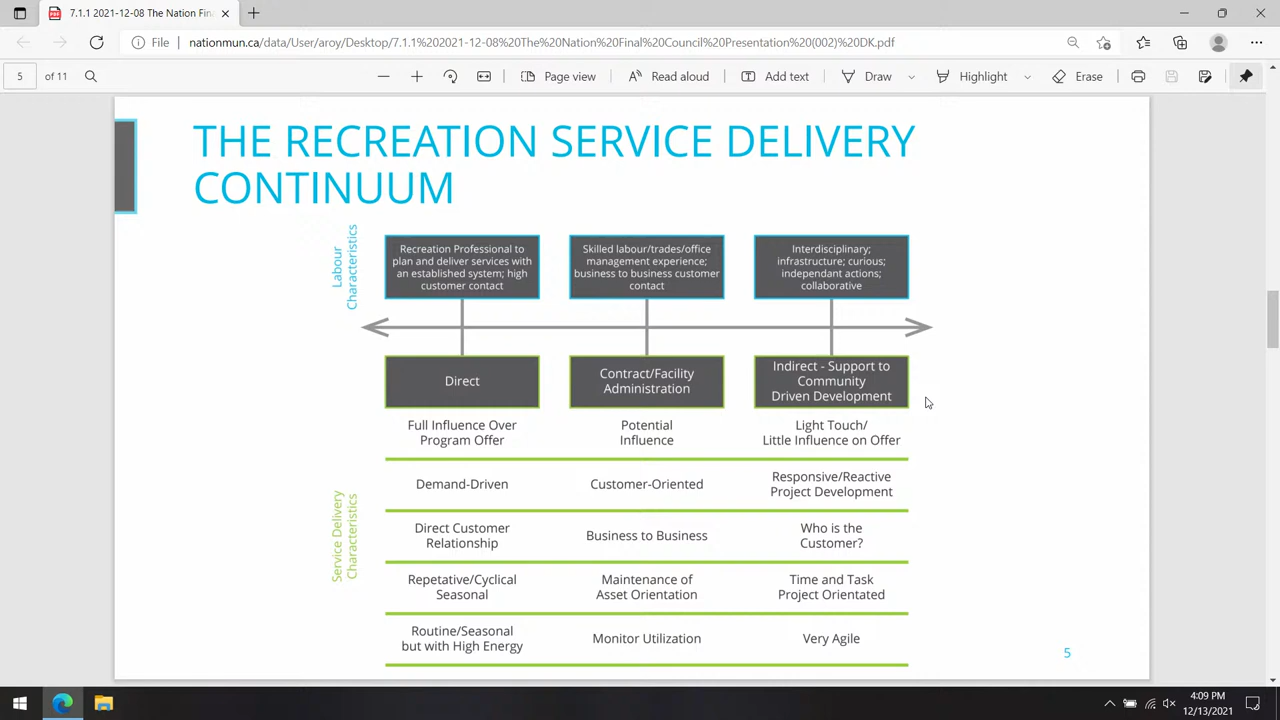 7.1.1 2021-12-08 The Nation Fin
File
nationmun.ca/data/User/aroy/Desktop/7.1.1%202021-12-08%20The%20Nation%20Final%20Council%20Presentation%20(002)%20DK.pdf
5 of 11
Page view
Read aloud
Add text
Draw
Highlight
Erase
THE RECREATION SERVICE DELIVERY
CONTINUUM
Labour
Characteristics
Recreation Professional to
plan and deliver services with
an established system; high
customer contact
Skilled labour/trades/office
management experience;
business to business customer
contact
Interdisciplinary;
infrastructure; curious;
independant actions;
collaborative
Direct
Contract/Facility
Administration
Indirect - Support to
Community
Driven Development
Service Delivery
Characteristics
Full Influence Over
Program Offer
Potential
Influence
Light Touch/
Little Influence on Offer
Demand-Driven
Customer-Oriented
Responsive/Reactive
Project Development
Direct Customer
Relationship
Business to Business
Who is the
Customer?
Repetative/Cyclical
Seasonal
Maintenance of
Asset Orientation
Time and Task
Project Orientated
Routine/Seasonal
but with High Energy
Monitor Utilization
Very Agile
5
4:09 PM
12/13/2021